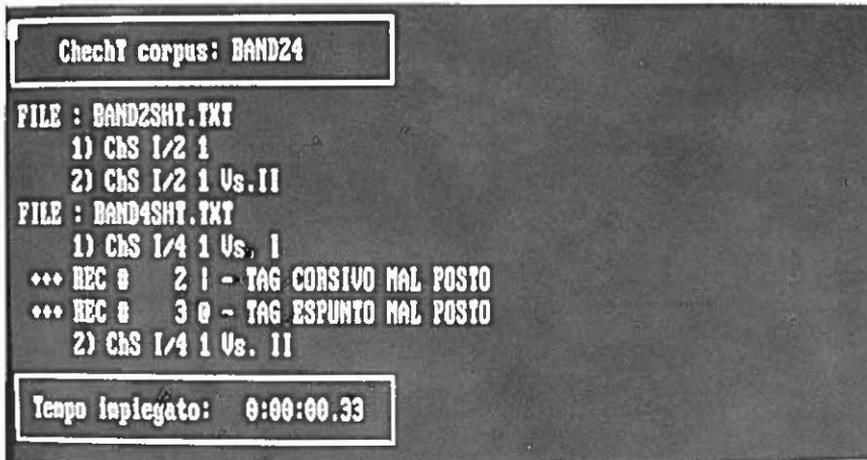 ChechT corpus: BAND24
FILE : BAND2SHT.TXT
1) ChS I/2 1
2) ChS I/2 1 Vs.II
FILE : BAND4SHT.TXT
1) ChS I/4 1 Vs. I
*** REC # 2 | - TAG CORSIVO MAL POSTO
*** REC # 3 @ - TAG ESPUNTO MAL POSTO
2) ChS I/4 1 Vs. II
Tempo impiegato: 0:00:00.33